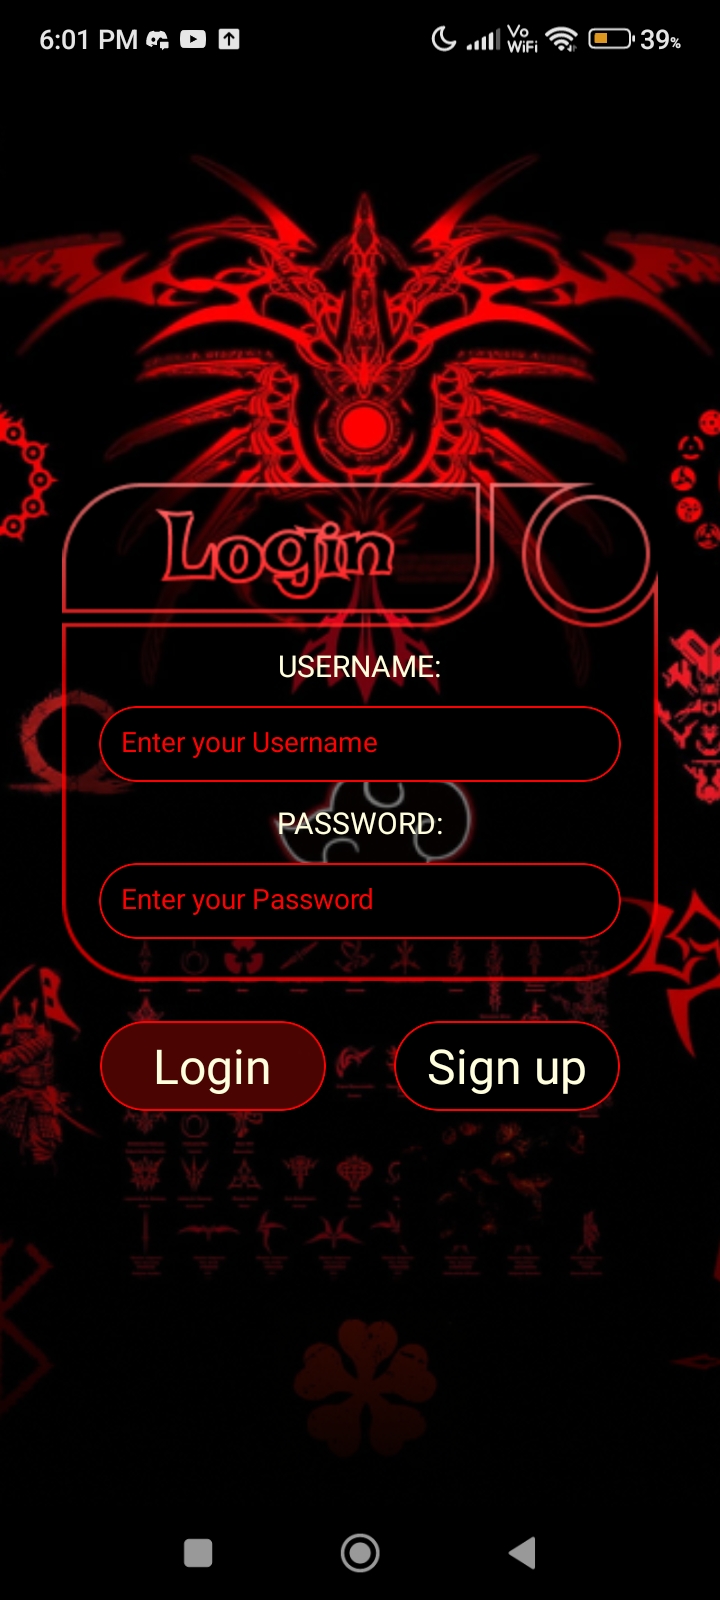 6:01 PM
Vo
WiFi
39%
Login
USERNAME:
Enter your Username
PASSWORD:
Enter your Password
Login
Sign up